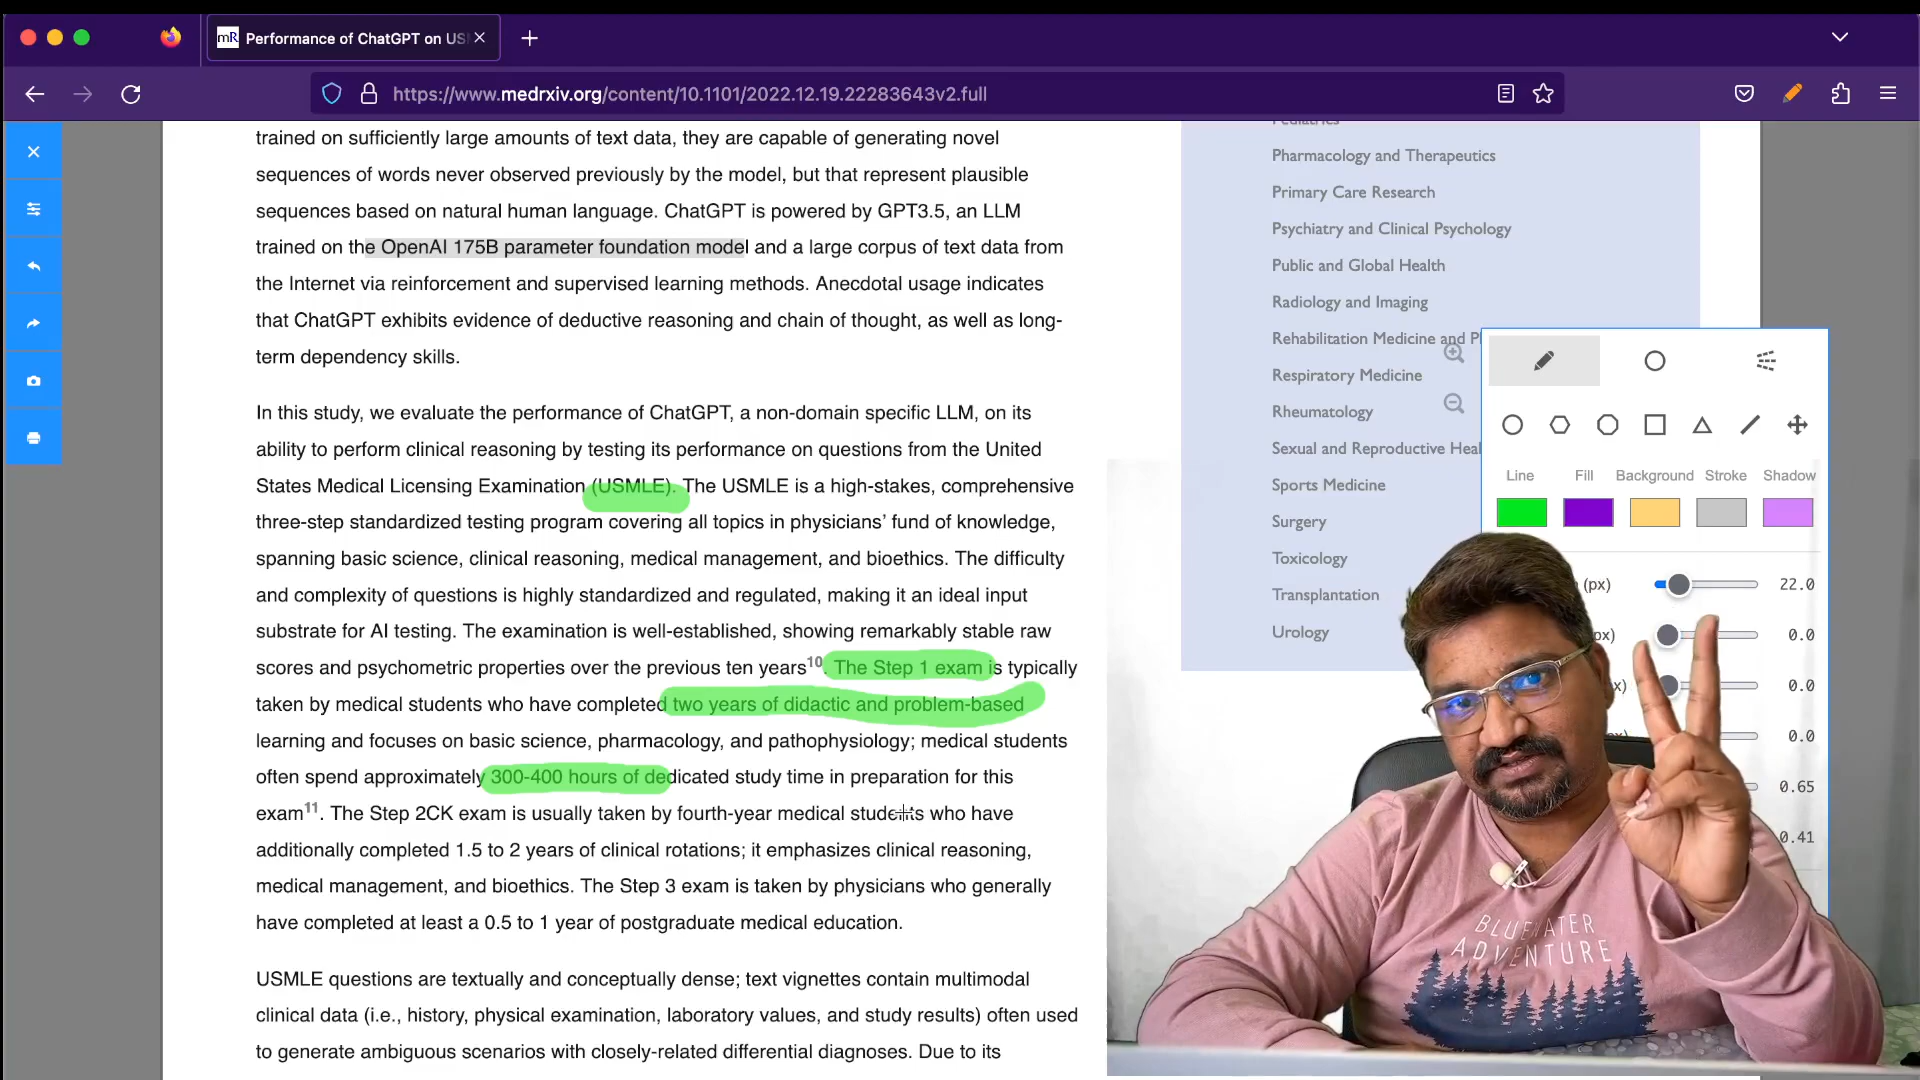 mR Performance of ChatGPT on US
https://www.medrxiv.org/content/10.1101/2022.12.19.22283643v2.full
trained on sufficiently large amounts of text data, they are capable of generating novel
sequences of words never observed previously by the model, but that represent plausible
sequences based on natural human language. ChatGPT is powered by GPT3.5, an LLM
trained on the OpenAI 175B parameter foundation model and a large corpus of text data from
the Internet via reinforcement and supervised learning methods. Anecdotal usage indicates
that ChatGPT exhibits evidence of deductive reasoning and chain of thought, as well as long-
term dependency skills.
In this study, we evaluate the performance of ChatGPT, a non-domain specific LLM, on its
ability to perform clinical reasoning by testing its performance on questions from the United
States Medical Licensing Examination (USMLE). The USMLE is a high-stakes, comprehensive
three-step standardized testing program covering all topics in physicians’ fund of knowledge,
spanning basic science, clinical reasoning, medical management, and bioethics. The difficulty
and complexity of questions is highly standardized and regulated, making it an ideal input
substrate for AI testing. The examination is well-established, showing remarkably stable raw
scores and psychometric properties over the previous ten years10. The Step 1 exam is typically
taken by medical students who have completed two years of didactic and problem-based
learning and focuses on basic science, pharmacology, and pathophysiology; medical students
often spend approximately 300-400 hours of dedicated study time in preparation for this
exam11. The Step 2CK exam is usually taken by fourth-year medical students who have
additionally completed 1.5 to 2 years of clinical rotations; it emphasizes clinical reasoning,
medical management, and bioethics. The Step 3 exam is taken by physicians who generally
have completed at least a 0.5 to 1 year of postgraduate medical education.
USMLE questions are textually and conceptually dense; text vignettes contain multimodal
clinical data (i.e., history, physical examination, laboratory values, and study results) often used
to generate ambiguous scenarios with closely-related differential diagnoses. Due to its
Pediatrics
Pharmacology and Therapeutics
Primary Care Research
Psychiatry and Clinical Psychology
Public and Global Health
Radiology and Imaging
Rehabilitation Medicine and P
Respiratory Medicine
Rheumatology
Sexual and Reproductive Heal
Sports Medicine
Surgery
Toxicology
Transplantation
Urology
Line Fill Background Stroke Shadow
(px) 22.0
px) 0.0
x) 0.0
x) 0.0
0.65
0.41
BLUEWATER
ADVENTURE